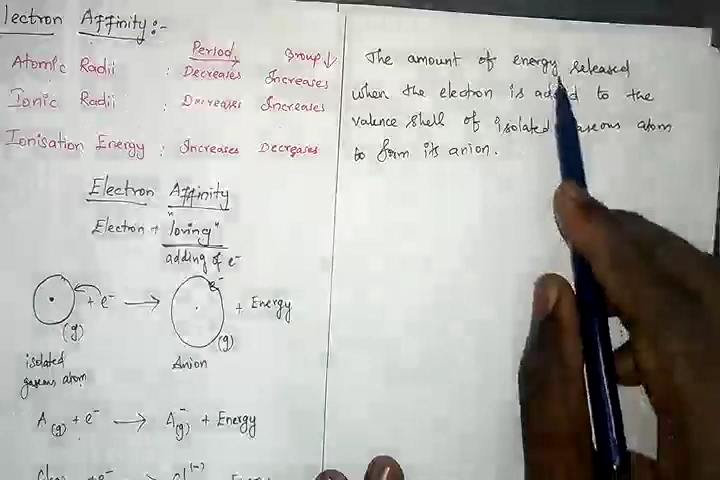 lectron Affinity:-
Period Group ↓
Atomic Radii : Decreases Increases
Ionic Radii : Decreases Increases
Ionisation Energy : Increases Decreases
Electron Affinity
Electron + "loving"
adding of e⁻
+ e⁻ → e⁻ + Energy
(g) (g)
isolated gaseous atom
Anion
A(g) + e⁻ → A⁻(g) + Energy
The amount of energy released
when the electron is added to the
valence shell of isolated gaseous atom
to form its anion.